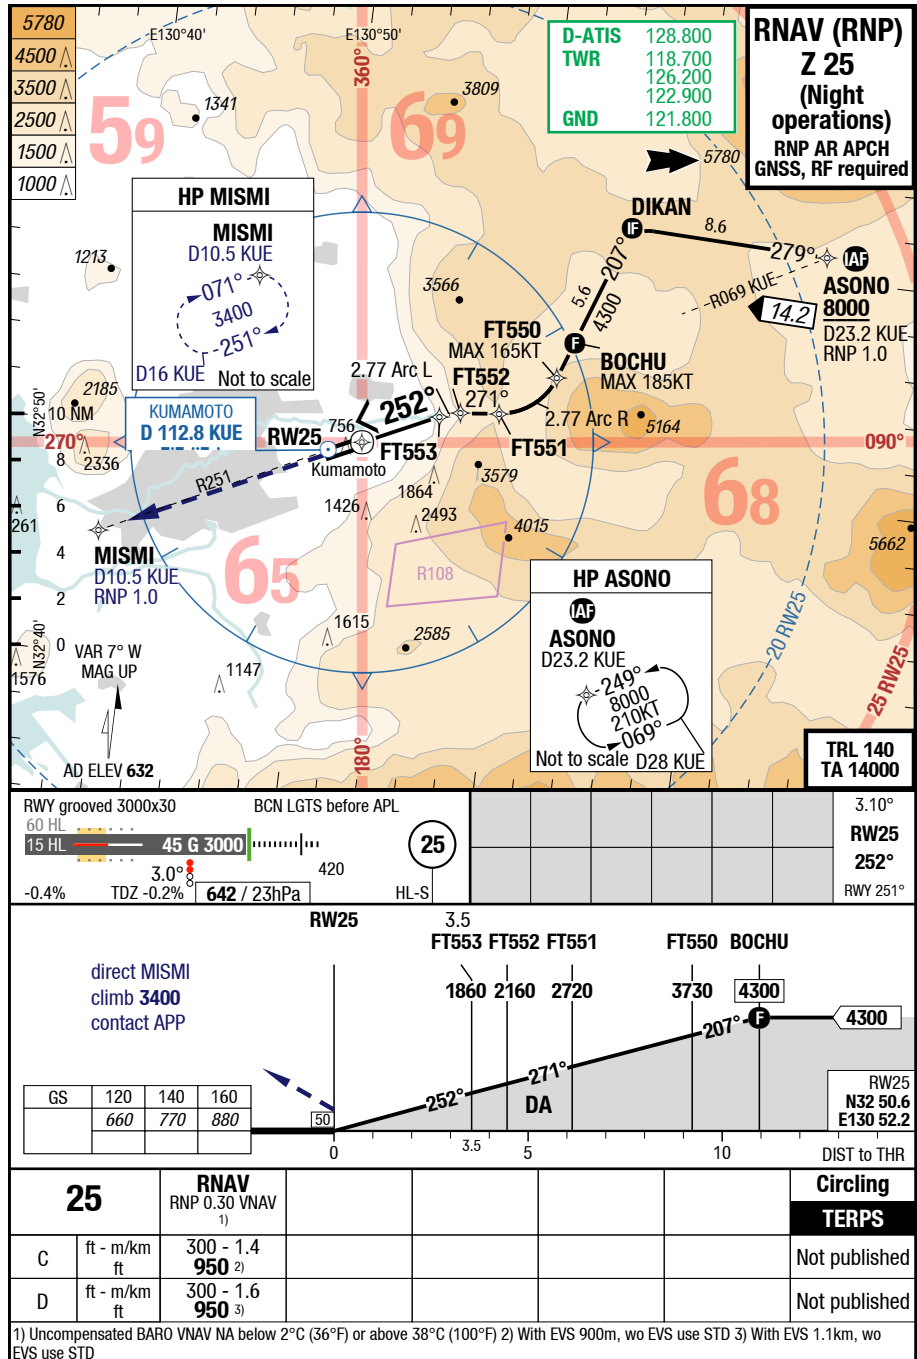 5780
4500
3500
2500
1500
1000
E130°40'
E130°50'
360°
D-ATIS 128.800
TWR 118.700
126.200
122.900
GND 121.800
RNAV (RNP)
Z 25
(Night
operations)
RNP AR APCH
GNSS, RF required
59
1341
69
3809
5780
HP MISMI
MISMI
D10.5 KUE
071°
3400
251°
D16 KUE
Not to scale
1213
DIKAN
IF
8.6
279°
IAF
ASONO
8000
D23.2 KUE
RNP 1.0
R069 KUE
14.2
207°
5.6
4300
3566
FT550
MAX 165KT
F
BOCHU
MAX 185KT
2.77 Arc L
FT552
271°
2.77 Arc R
5164
N32°50'
2185
10 NM
270°
2336
KUMAMOTO
D 112.8 KUE
RW25
756
252°
FT553
FT551
090°
Kumamoto
8
6
4
2
0
R251
3579
1864
1426
2493
4015
68
261
MISMI
D10.5 KUE
RNP 1.0
65
R108
5662
HP ASONO
IAF
ASONO
D23.2 KUE
249°
8000
210KT
069°
Not to scale
D28 KUE
20 RW25
25 RW25
N32°40'
1576
VAR 7° W
MAG UP
1615
2585
1147
AD ELEV 632
180°
TRL 140
TA 14000
RWY grooved 3000x30
BCN LGTS before APL
60 HL
15 HL
45 G 3000
3.0°
420
-0.4%
TDZ -0.2%
642 / 23hPa
25
HL-S
3.10°
RW25
252°
RWY 251°
RW25
3.5
FT553 FT552 FT551 FT550 BOCHU
1860 2160 2720 3730 4300
direct MISMI
climb 3400
contact APP
207°
F
4300
271°
252°
DA
GS 120 140 160
660 770 880
50
RW25
N32 50.6
E130 52.2
0 3.5 5 10 DIST to THR
25
RNAV
RNP 0.30 VNAV
1)
Circling
TERPS
C ft - m/km
ft
300 - 1.4
950 2)
Not published
D ft - m/km
ft
300 - 1.6
950 3)
Not published
1) Uncompensated BARO VNAV NA below 2°C (36°F) or above 38°C (100°F) 2) With EVS 900m, wo EVS use STD 3) With EVS 1.1km, wo
EVS use STD